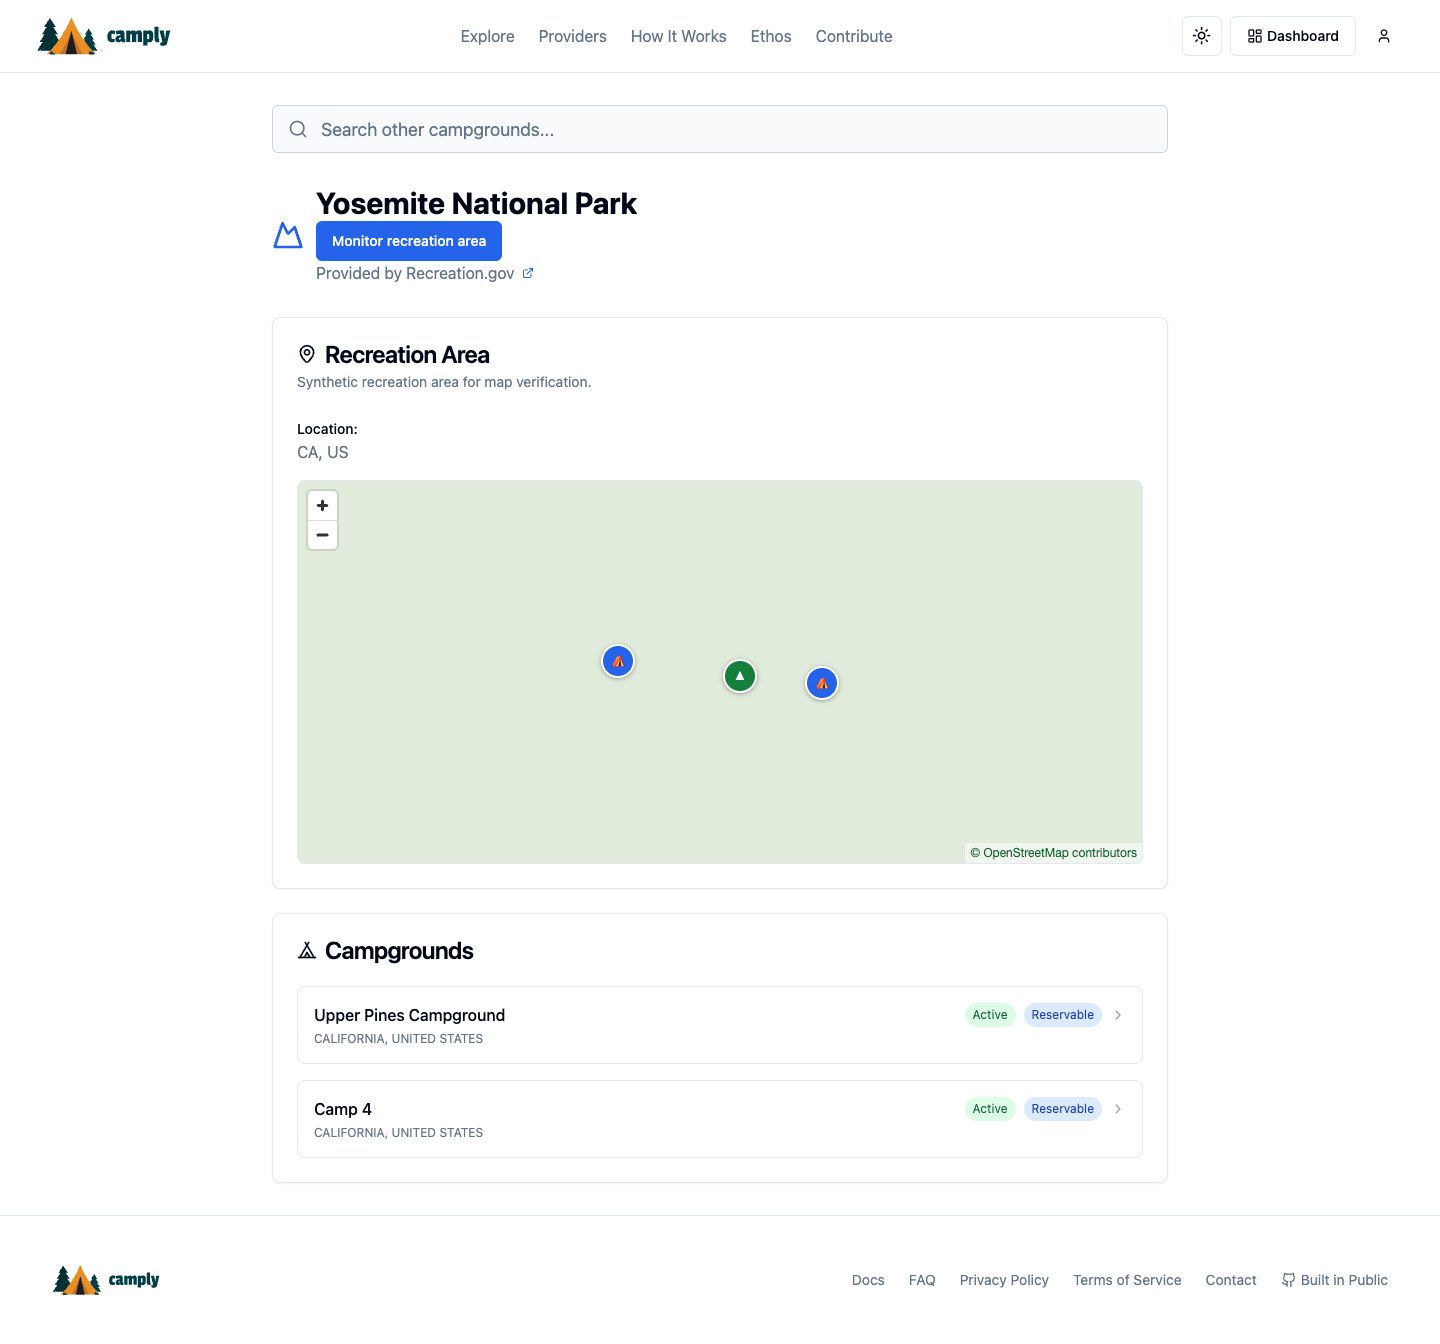 camply
Explore
Providers
How It Works
Ethos
Contribute
Dashboard
Search other campgrounds...
Yosemite National Park
Monitor recreation area
Provided by Recreation.gov
Recreation Area
Synthetic recreation area for map verification.
Location:
CA, US
+
−
© OpenStreetMap contributors
Campgrounds
Upper Pines Campground
Active
Reservable
CALIFORNIA, UNITED STATES
Camp 4
Active
Reservable
CALIFORNIA, UNITED STATES
camply
Docs
FAQ
Privacy Policy
Terms of Service
Contact
Built in Public